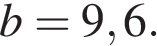 b = 9,6.